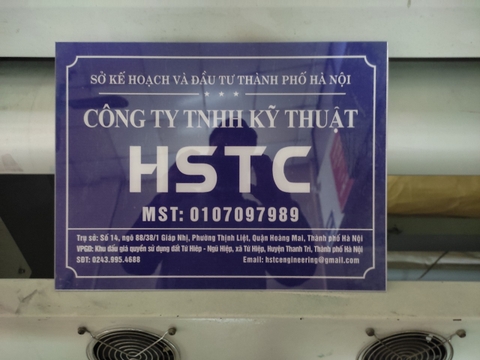 SỞ KẾ HOẠCH VÀ ĐẦU TƯ THÀNH PHỐ HÀ NỘI
CÔNG TY TNHH KỸ THUẬT
HSTC
MST: 0107097989
Trụ sở: Số 14, ngõ 88/38/1 Giáp Nhị, Phường Thịnh Liệt, Quận Hoàng Mai, Thành phố Hà Nội
VPGD: Khu đấu giá quyền sử dụng đất Tứ Hiệp - Ngũ Hiệp, xã Tứ Hiệp, Huyện Thanh Trì, Thành phố Hà Nội
SĐT: 0243.995.4688 Email: hstcengineering@gmail.com